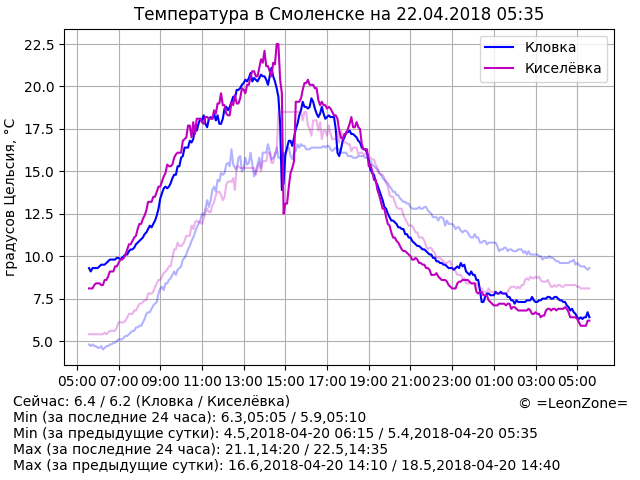 Температура в Смоленске на 22.04.2018 05:35
Кловка
Киселёвка
градусов Цельсия, °C
22.5
20.0
17.5
15.0
12.5
10.0
7.5
5.0
05:00 07:00 09:00 11:00 13:00 15:00 17:00 19:00 21:00 23:00 01:00 03:00 05:00
Сейчас: 6.4 / 6.2 (Кловка / Киселёвка)
© =LeonZone=
Min (за последние 24 часа): 6.3,05:05 / 5.9,05:10
Min (за предыдущие сутки): 4.5,2018-04-20 06:15 / 5.4,2018-04-20 05:35
Max (за последние 24 часа): 21.1,14:20 / 22.5,14:35
Max (за предыдущие сутки): 16.6,2018-04-20 14:10 / 18.5,2018-04-20 14:40